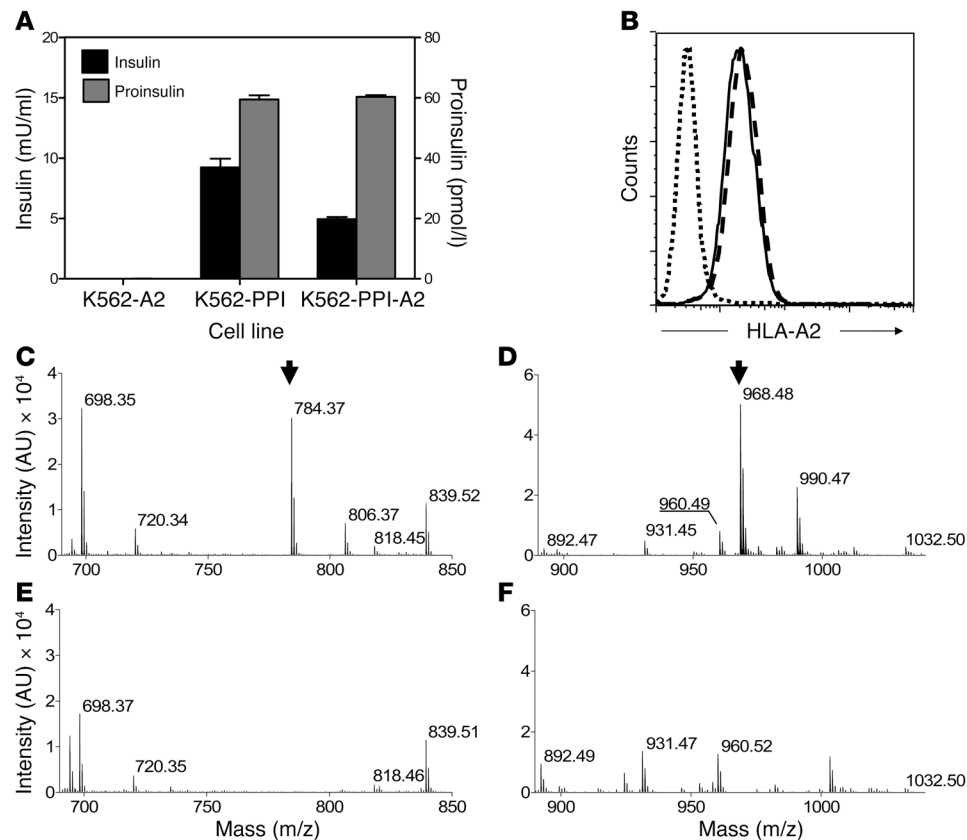 A
20
15
10
5
0
Insulin (mU/ml)
Insulin
Proinsulin
80
60
40
20
0
Proinsulin (pmol/l)
K562-A2 K562-PPI K562-PPI-A2
Cell line
B
Counts
HLA-A2
C
4
3
2
1
0
Intensity (AU) × 10⁴
698.35
720.34
784.37
806.37
818.45
839.52
700 750 800 850
D
6
4
2
0
892.47
931.45
960.49
968.48
990.47
1032.50
900 950 1000
E
4
3
2
1
0
Intensity (AU) × 10⁴
698.37
720.35
818.46
839.51
700 750 800 850
Mass (m/z)
F
6
4
2
0
892.49
931.47
960.52
1032.50
900 950 1000
Mass (m/z)